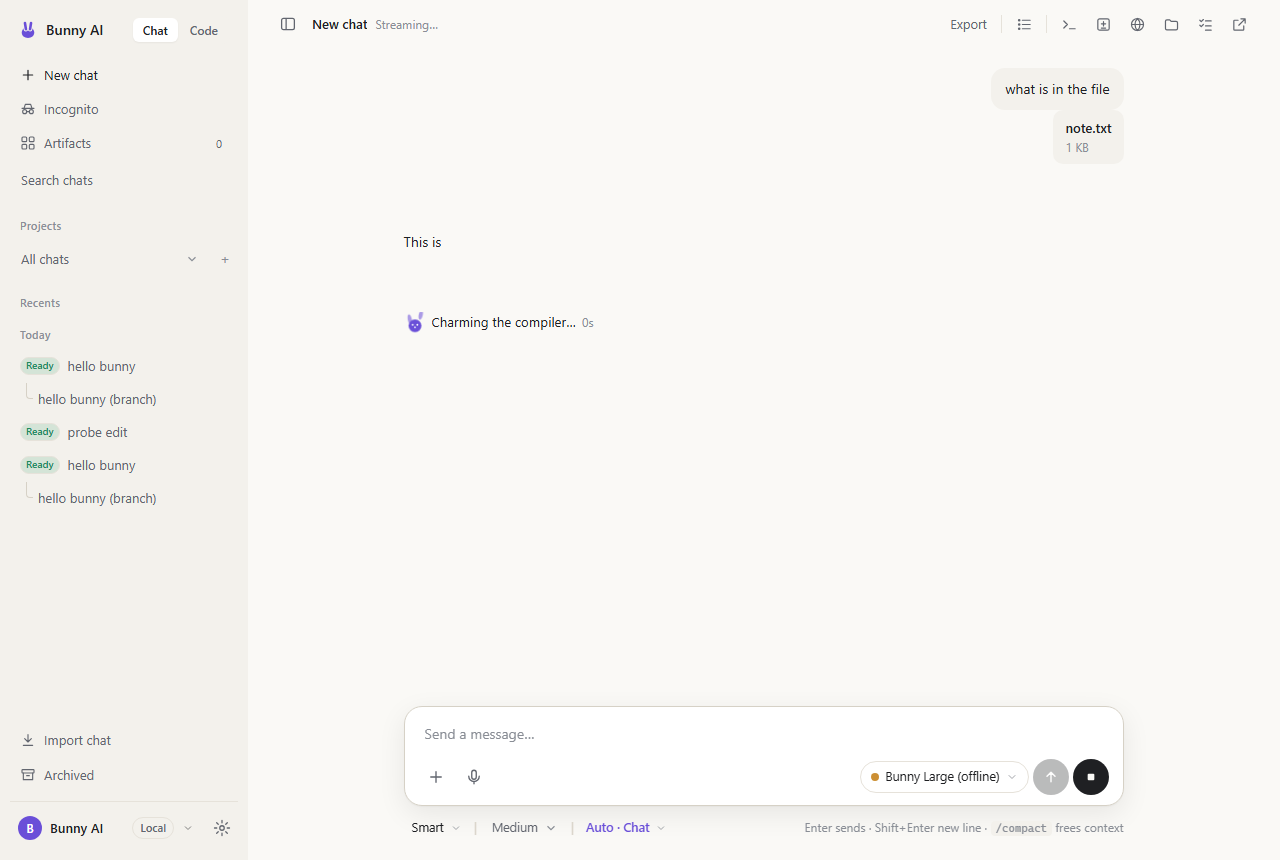 Bunny AI
Chat
Code
New chat
Incognito
Artifacts
0
Search chats
Projects
All chats
+
Recents
Today
Ready hello bunny
hello bunny (branch)
Ready probe edit
Ready hello bunny
hello bunny (branch)
Import chat
Archived
B Bunny AI
Local
New chat Streaming...
Export
what is in the file
note.txt
1 KB
This is
Charming the compiler... 0s
Send a message...
Bunny Large (offline)
Smart
Medium
Auto · Chat
Enter sends · Shift+Enter new line · /compact frees context